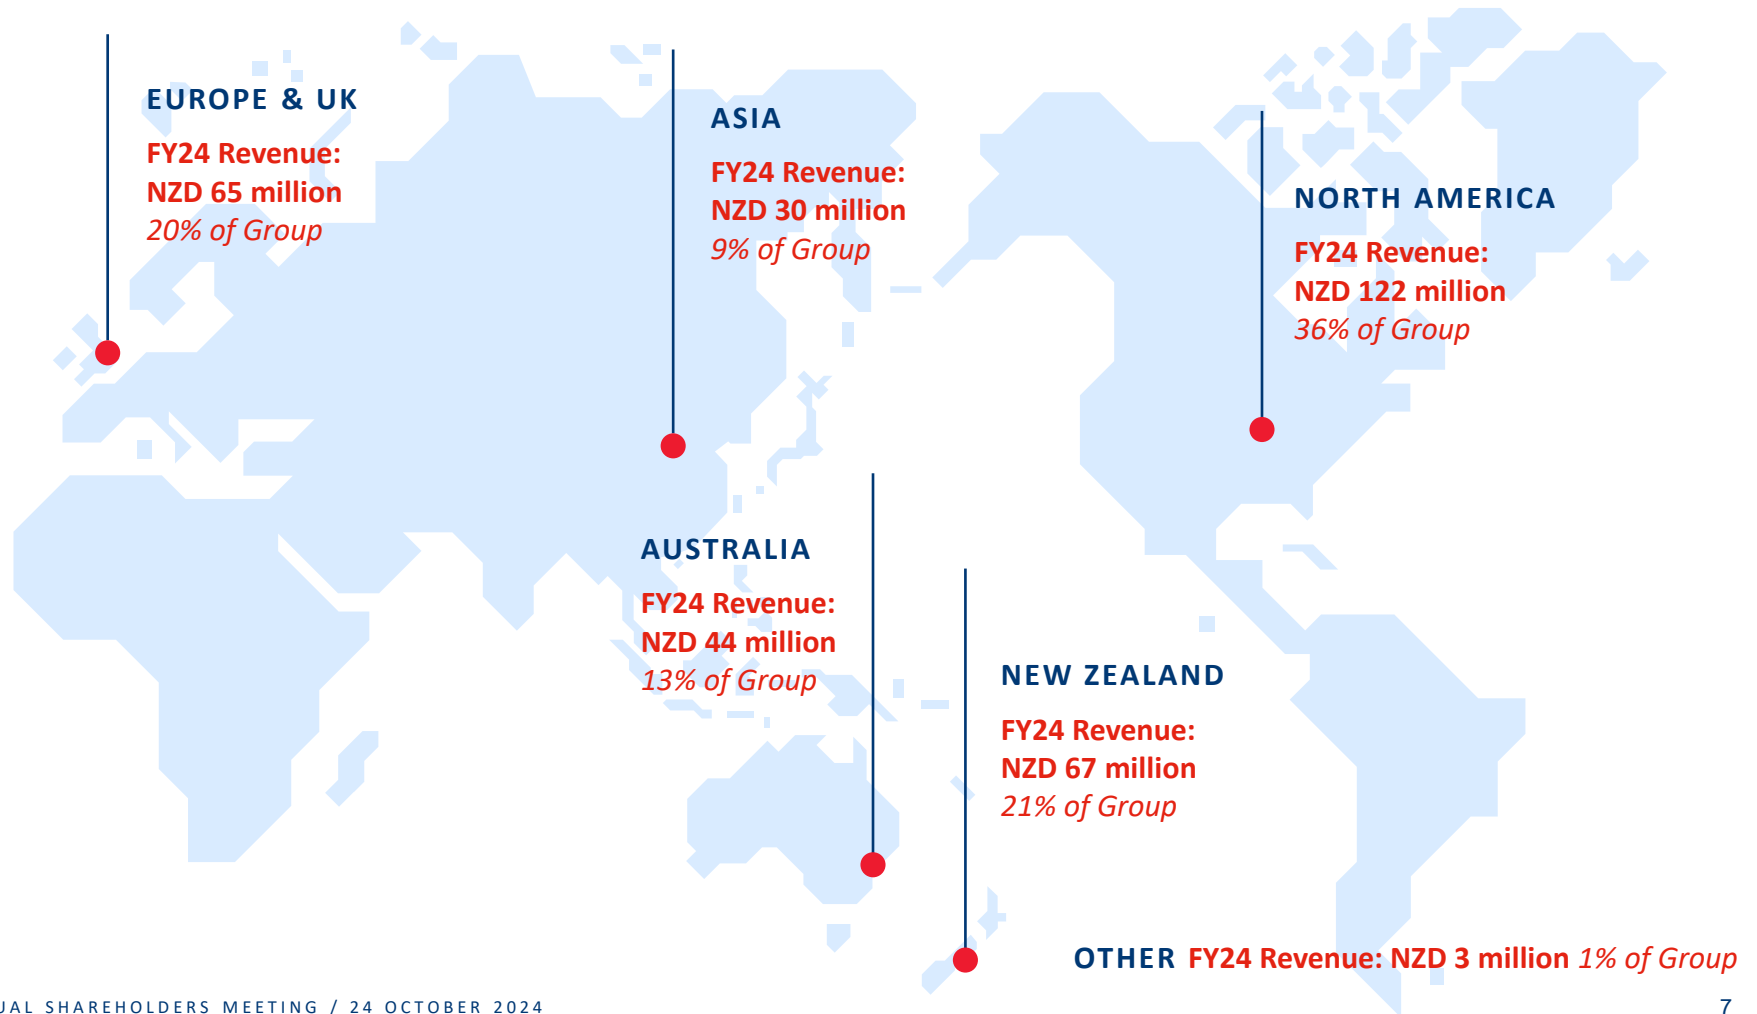 EUROPE & UK
FY24 Revenue:
NZD 65 million
20% of Group
ASIA
FY24 Revenue:
NZD 30 million
9% of Group
NORTH AMERICA
FY24 Revenue:
NZD 122 million
36% of Group
AUSTRALIA
FY24 Revenue:
NZD 44 million
13% of Group
NEW ZEALAND
FY24 Revenue:
NZD 67 million
21% of Group
OTHER FY24 Revenue: NZD 3 million 1% of Group
UAL SHAREHOLDERS MEETING / 24 OCTOBER 2024
7